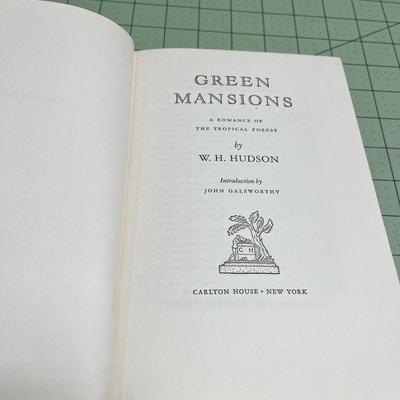 GREEN
MANSIONS
A ROMANCE OF
THE TROPICAL FOREST
by
W. H. HUDSON
Introduction by
JOHN GALSWORTHY
C H
CARLTON HOUSE • NEW YORK